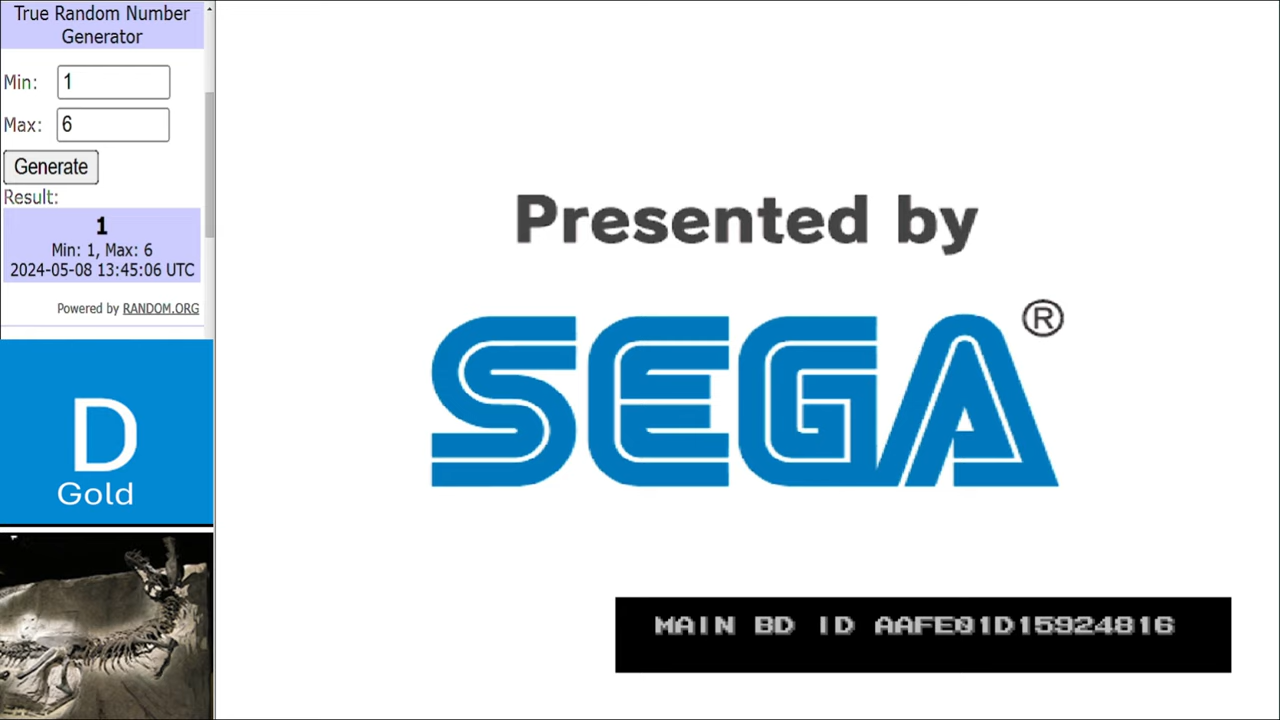 True Random Number
Generator
Min: 1
Max: 6
Generate
Result:
1
Min: 1, Max: 6
2024-05-08 13:45:06 UTC
Powered by RANDOM.ORG
D
Gold
Presented by
SEGA®
MAIN BD ID AAFE01D15924816